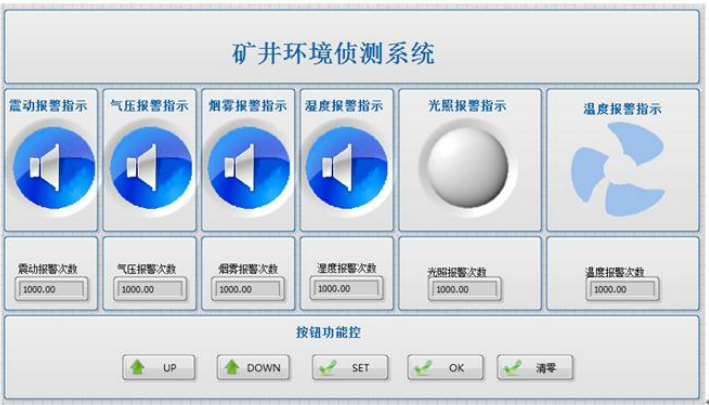 矿井环境侦测系统
震动报警指示 气压报警指示 烟雾报警指示 湿度报警指示 光照报警指示 温度报警指示
震动报警次数 气压报警次数 烟雾报警次数 湿度报警次数 光照报警次数 温度报警次数
1000.00 1000.00 1000.00 1000.00 1000.00 1000.00
按钮功能控
UP DOWN SET OK 清零